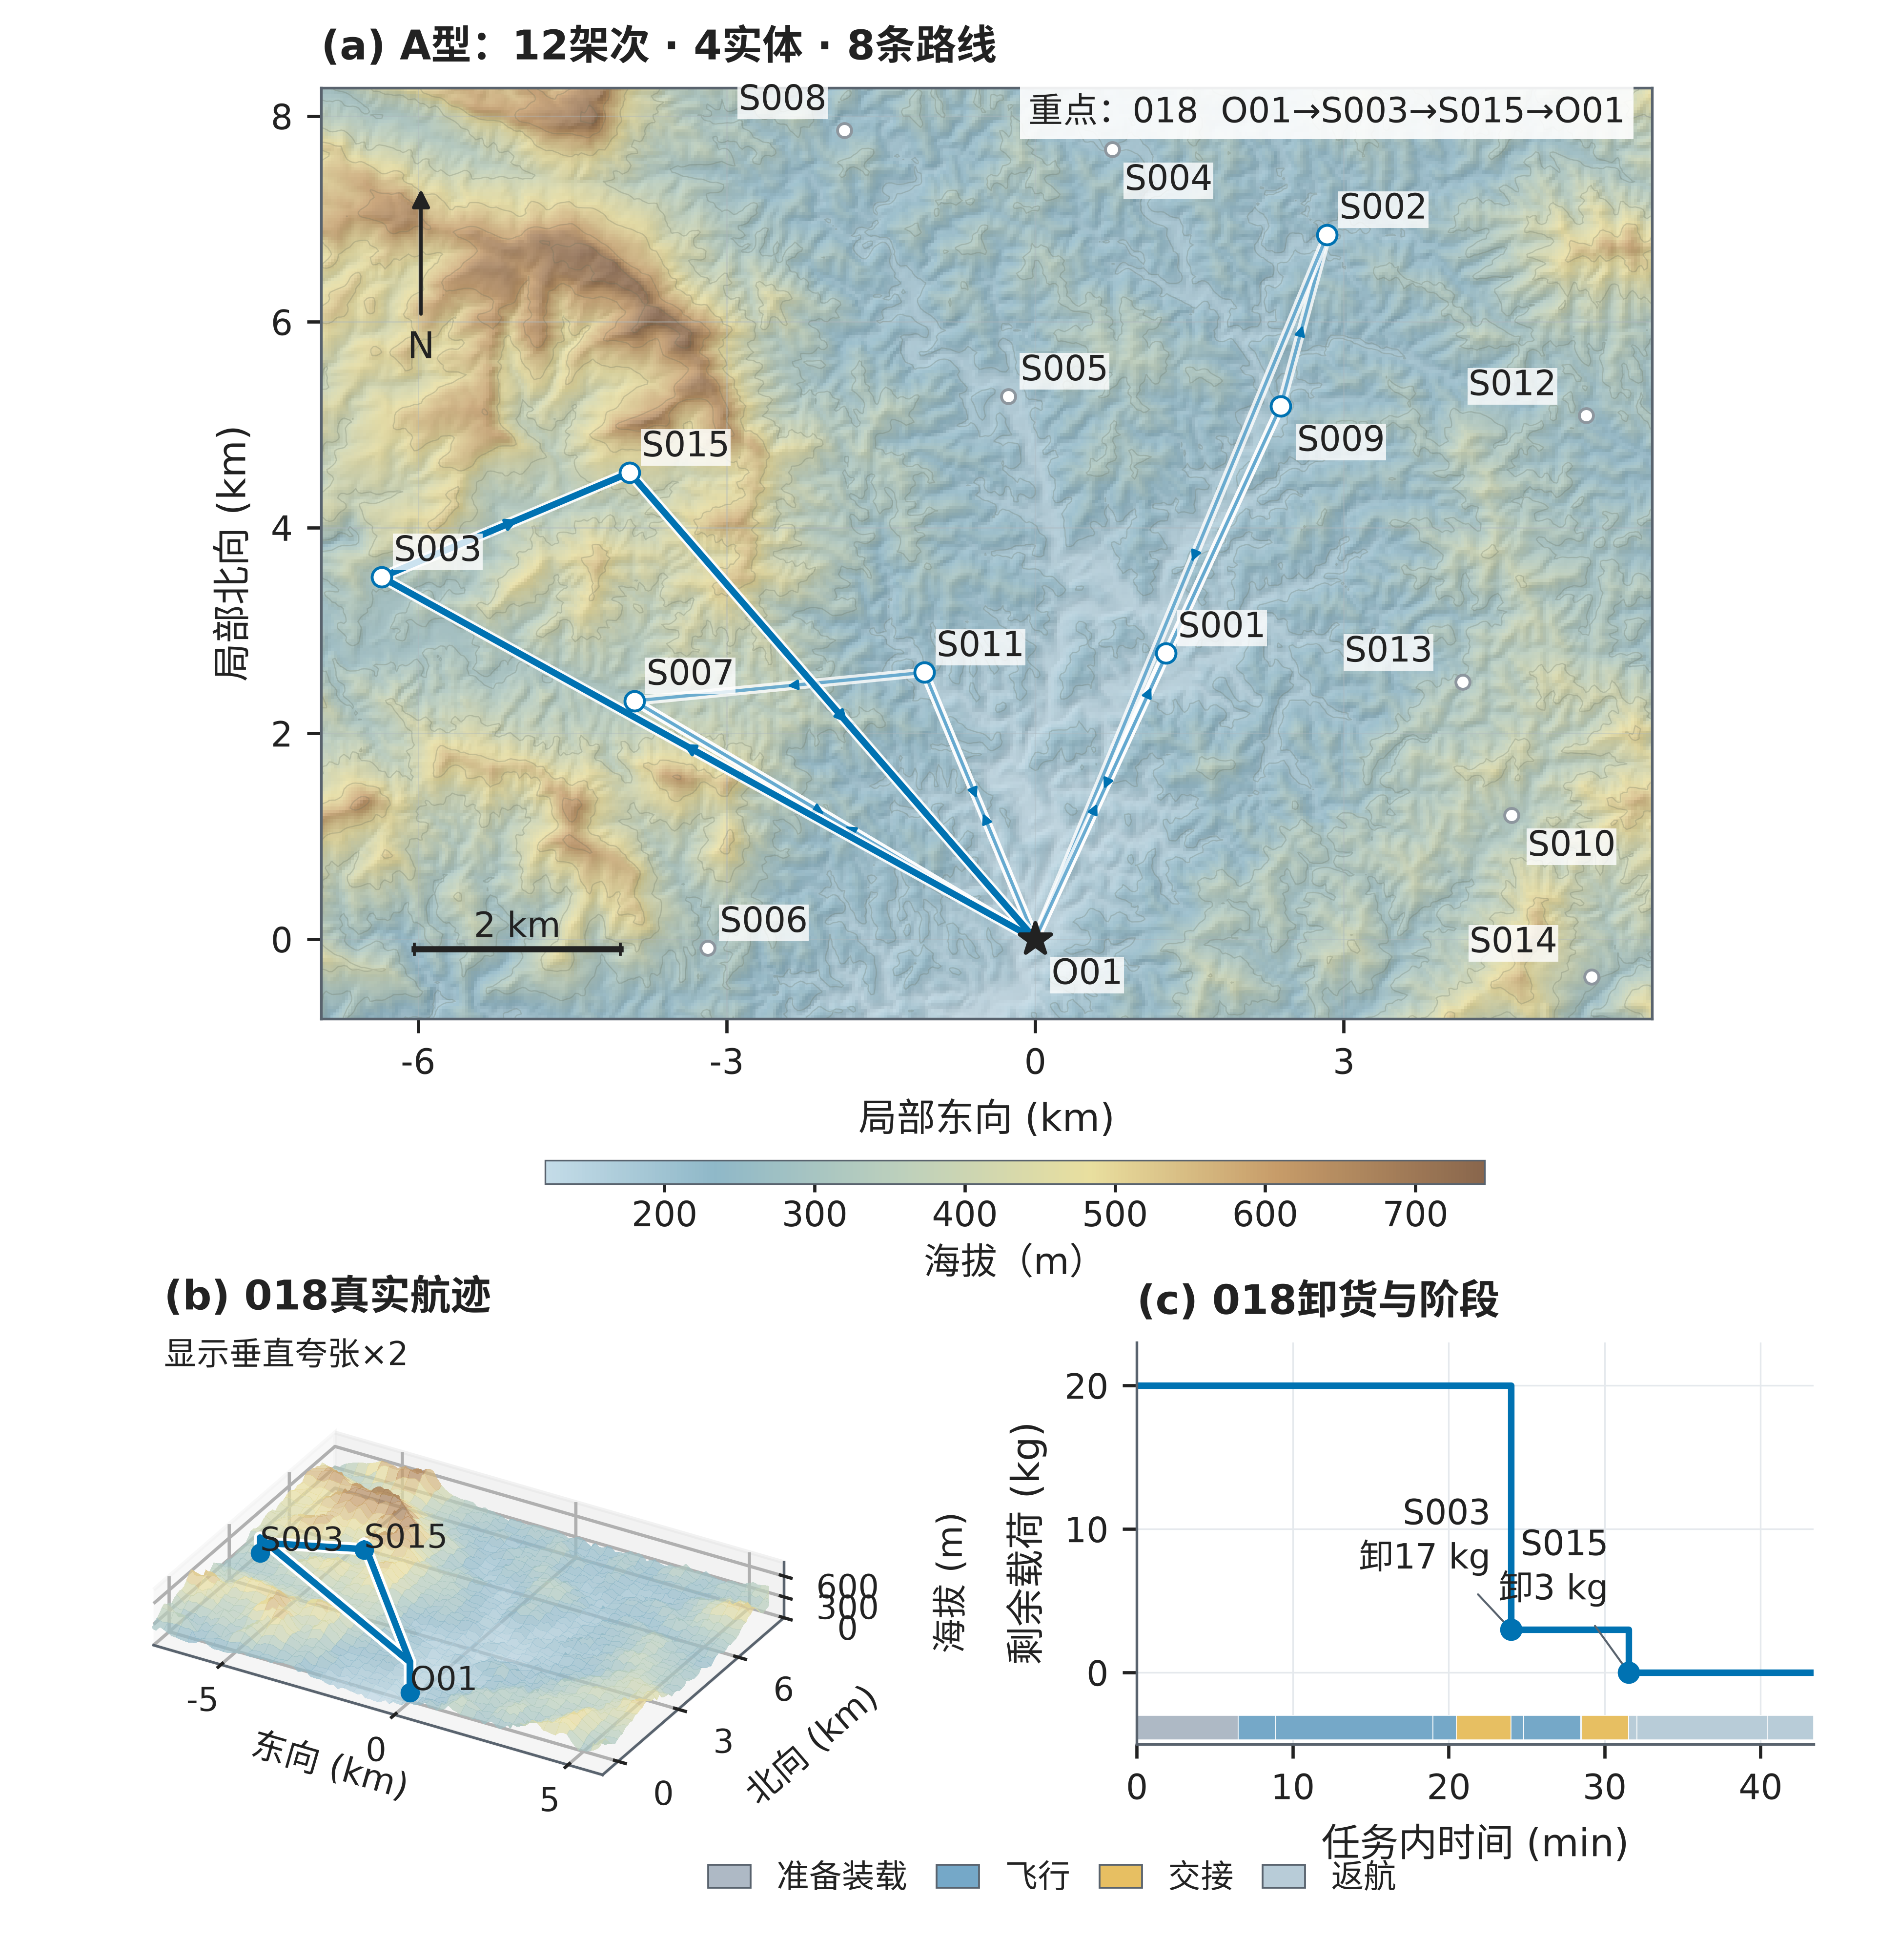 (a) A型：12架次 · 4实体 · 8条路线
重点：018 O01→S003→S015→O01
S008
S004
S002
S005
S012
S009
S015
S003
S001
S011
S013
S007
S010
S006
S014
O01
N
2 km
8
6
4
2
0
局部北向 (km)
-6
-3
0
3
局部东向 (km)
200
300
400
500
600
700
海拔（m）
(b) 018真实航迹
显示垂直夸张×2
S003
S015
O01
-5
0
5
东向 (km)
0
3
6
北向 (km)
600
300
0
海拔 (m)
(c) 018卸货与阶段
20
10
0
剩余载荷 (kg)
S003
卸17 kg
S015
卸3 kg
0
10
20
30
40
任务内时间 (min)
准备装载
飞行
交接
返航